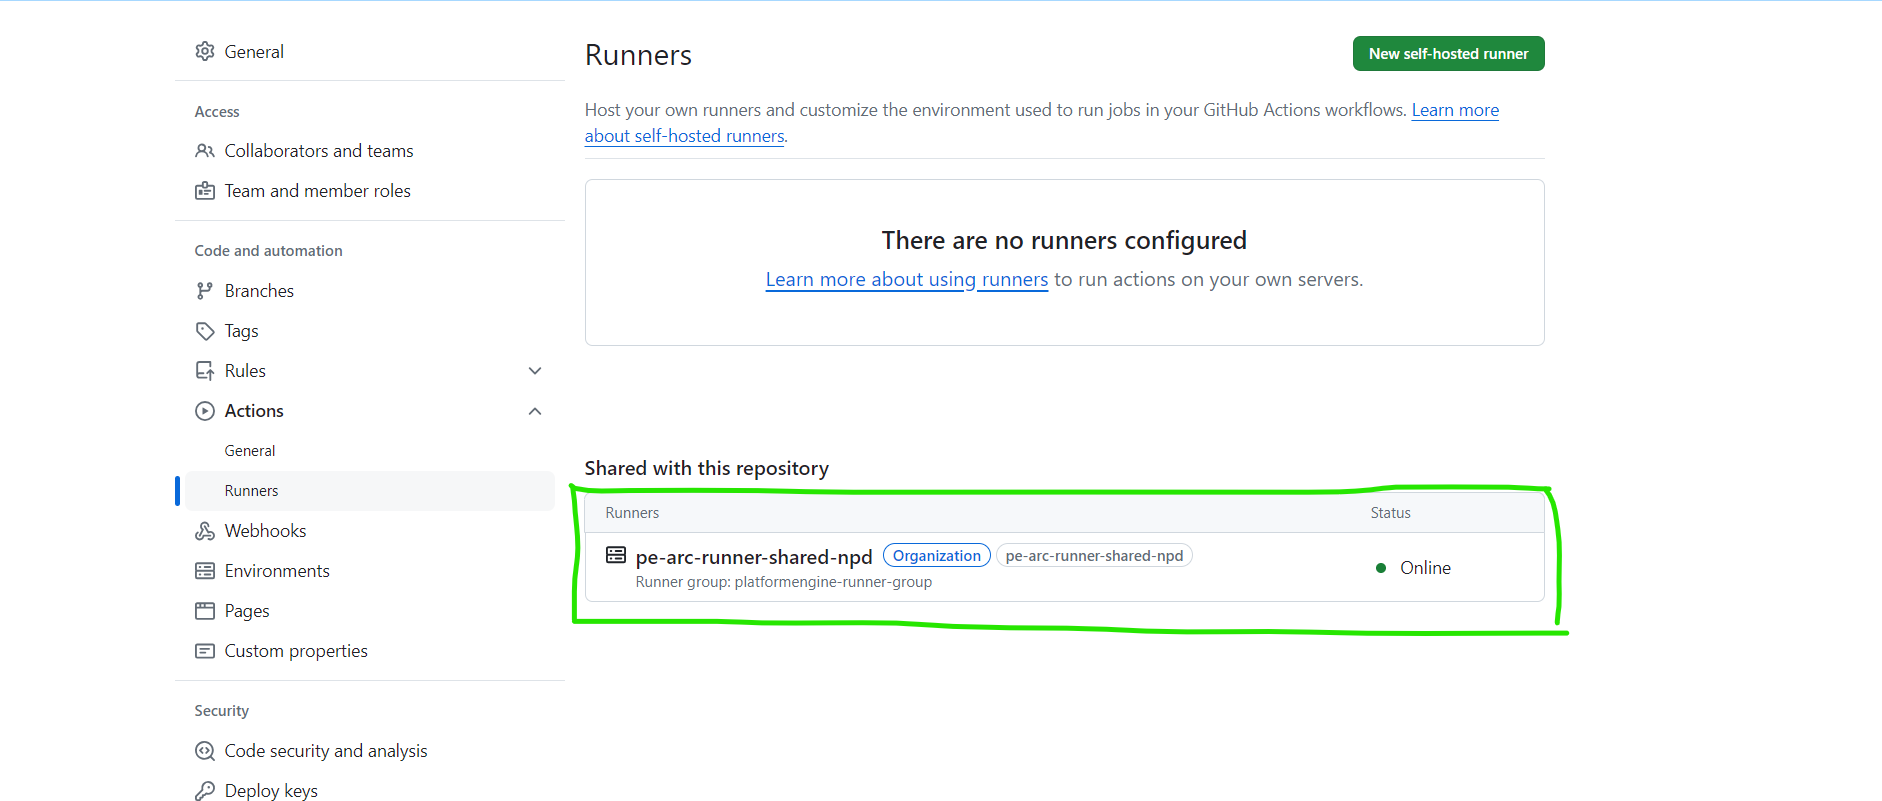 General
Access
Collaborators and teams
Team and member roles
Code and automation
Branches
Tags
Rules
Actions
General
Runners
Webhooks
Environments
Pages
Custom properties
Security
Code security and analysis
Deploy keys
Runners
New self-hosted runner
Host your own runners and customize the environment used to run jobs in your GitHub Actions workflows. Learn more
about self-hosted runners.
There are no runners configured
Learn more about using runners to run actions on your own servers.
Shared with this repository
Runners Status
pe-arc-runner-shared-npd Organization pe-arc-runner-shared-npd
Runner group: platformengine-runner-group
Online